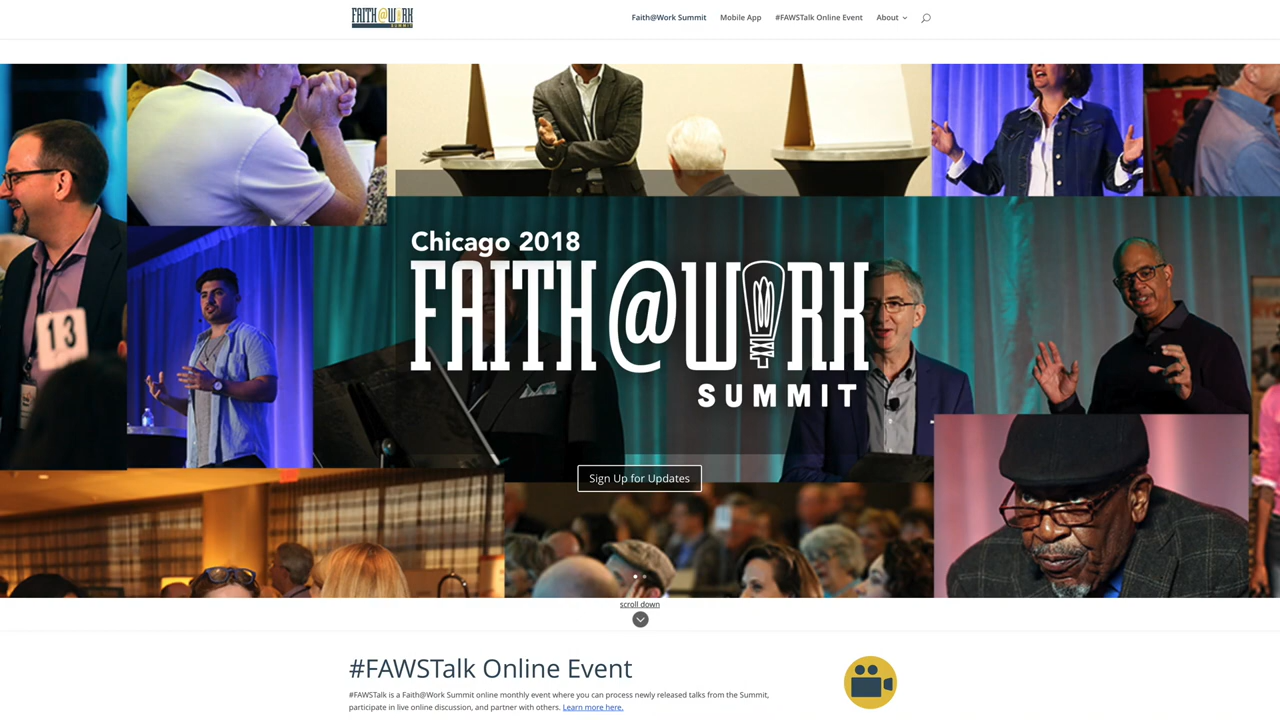 FAITH@WORK
SUMMIT
Faith@Work Summit
Mobile App
#FAWSTalk Online Event
About
13
Chicago 2018
FAITH@WORK
SUMMIT
Sign Up for Updates
scroll down
#FAWSTalk Online Event
#FAWSTalk is a Faith@Work Summit online monthly event where you can process newly released talks from the Summit,
participate in live online discussion, and partner with others. Learn more here.